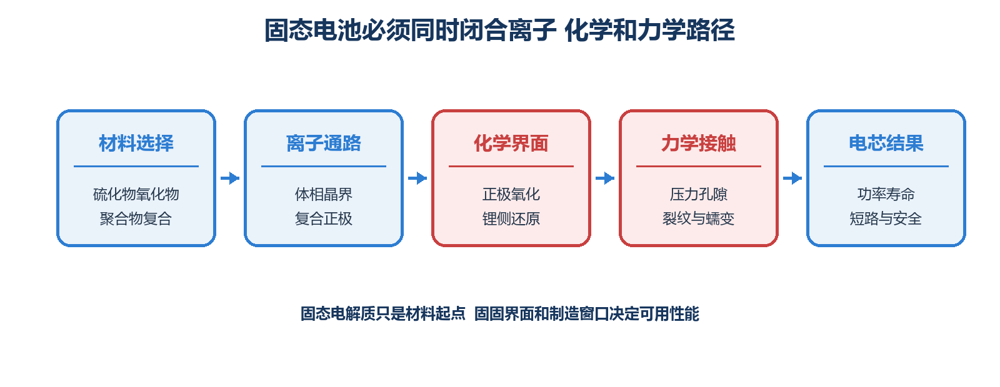 固态电池必须同时闭合离子 化学和力学路径
材料选择
硫化物氧化物
聚合物复合
离子通路
体相晶界
复合正极
化学界面
正极氧化
锂侧还原
力学接触
压力孔隙
裂纹与蠕变
电芯结果
功率寿命
短路与安全
固态电解质只是材料起点 固固界面和制造窗口决定可用性能